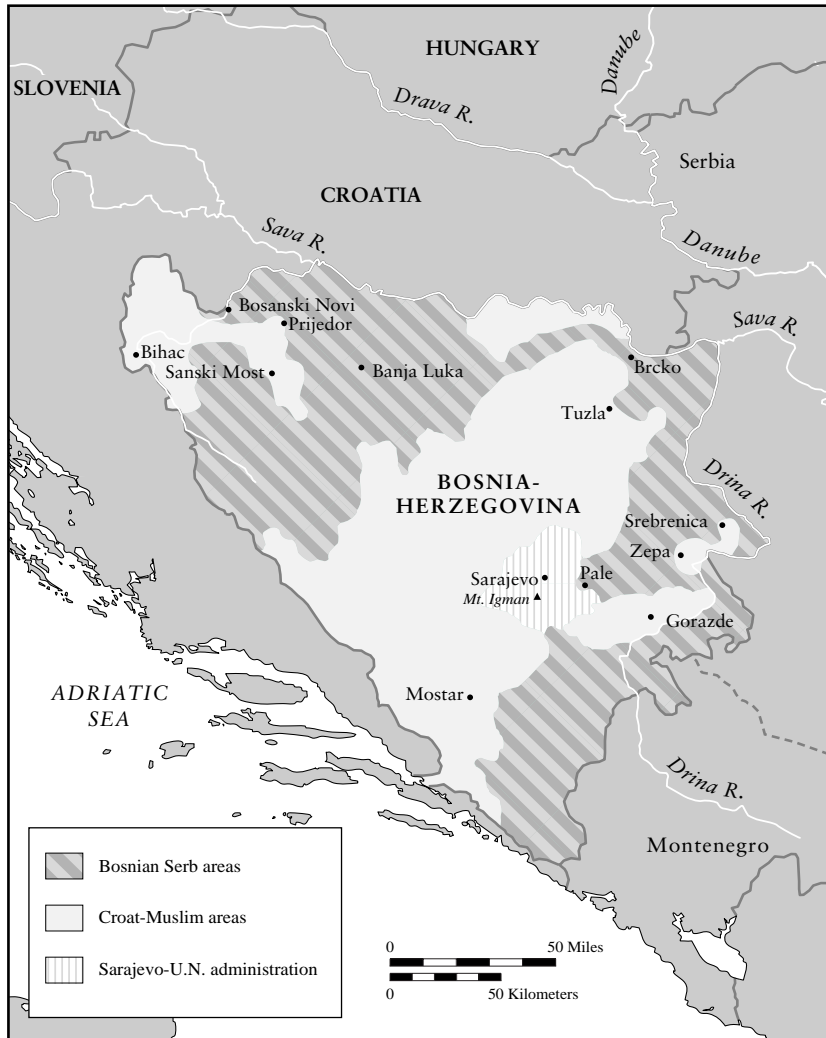 HUNGARY
Danube
SLOVENIA
Drava R.
Serbia
CROATIA
Sava R.
Danube
Bosanski Novi
Prijedor
Sava R.
Bihac
Sanski Most
Banja Luka
Brcko
Tuzla
BOSNIA-
HERZEGOVINA
Drina R.
Srebrenica
Zepa
Sarajevo
Pale
Mt. Igman
Gorazde
Mostar
ADRIATIC
SEA
Drina R.
Montenegro
Bosnian Serb areas
Croat-Muslim areas
Sarajevo-U.N. administration
0 50 Miles
0 50 Kilometers